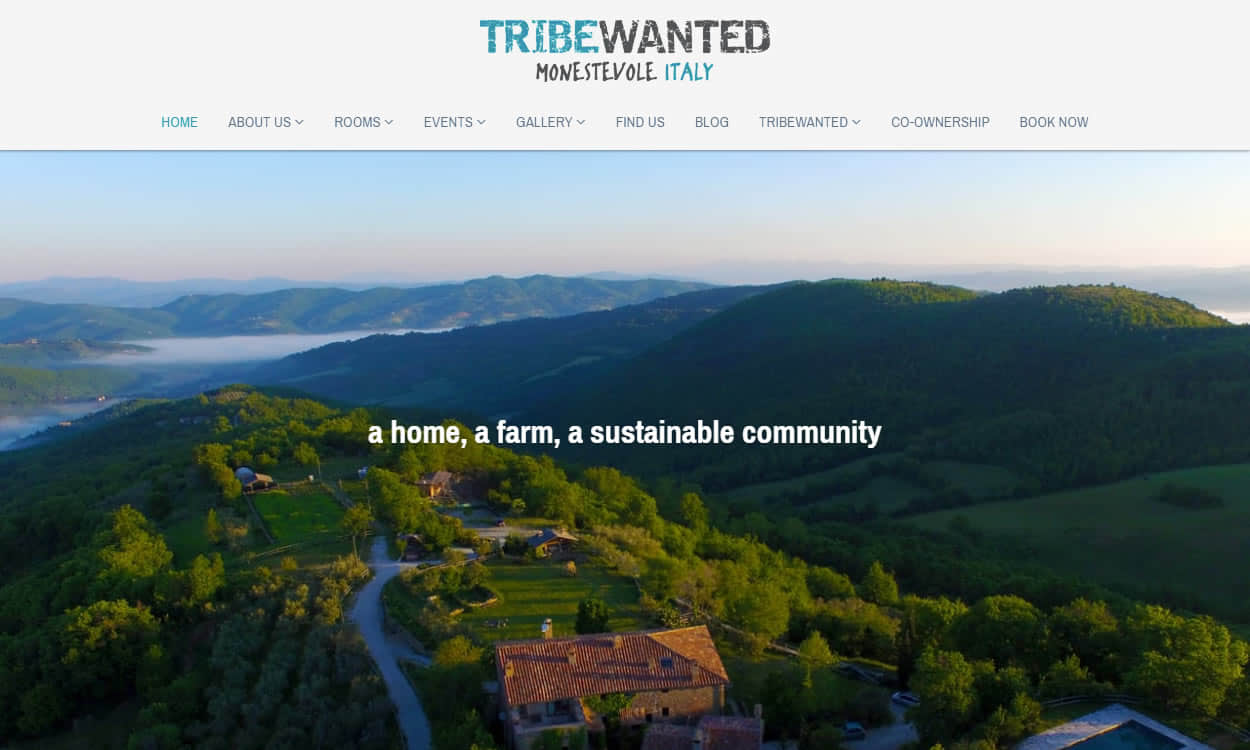 TRIBEWANTED
MONESTEVOLE ITALY
HOME ABOUT US ROOMS EVENTS GALLERY FIND US BLOG TRIBEWANTED CO-OWNERSHIP BOOK NOW
a home, a farm, a sustainable community